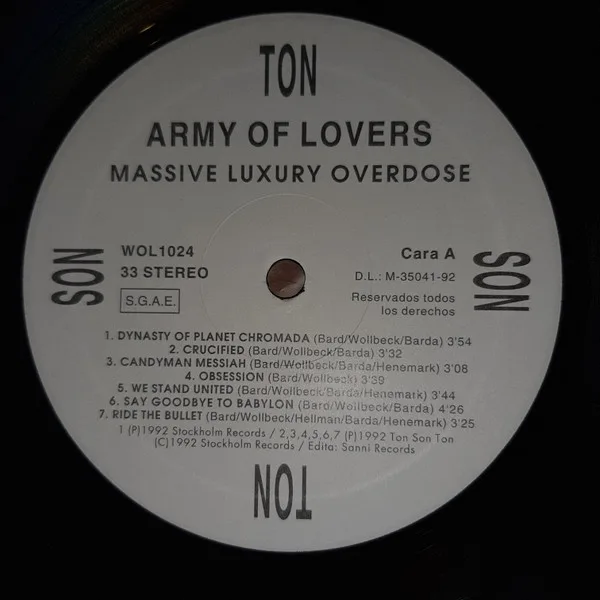 TON
ARMY OF LOVERS
MASSIVE LUXURY OVERDOSE
SON
WOL1024
33 STEREO
S.G.A.E.
Cara A
D.L.: M-35041-92
Reservados todos
los derechos
SON
1. DYNASTY OF PLANET CHROMADA (Bard/Wollbeck/Barda) 3'54
2. CRUCIFIED (Bard/Wollbeck/Barda) 3'32
3. CANDYMAN MESSIAH (Bard/Wollbeck/Barda/Henemark) 3'08
4. OBSESSION (Bard/Wollbeck) 3'39
5. WE STAND UNITED (Bard/Wollbeck/Barda/Henemark) 3'44
6. SAY GOODBYE TO BABYLON (Bard/Wollbeck/Barda) 4'26
7. RIDE THE BULLET (Bard/Wollbeck/Hellman/Barda/Henemark) 3'25
1 (P)1992 Stockholm Records / 2,3,4,5,6,7 (P)1992 Ton Son Ton
(C)1992 Stockholm Records / Edita: Sanni Records
TON